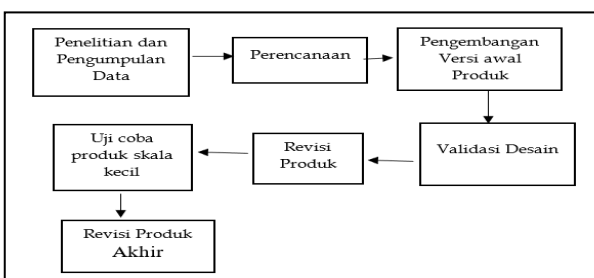 Penelitian dan
Pengumpulan
Data
Perencanaan
Pengembangan
Versi awal
Produk
Validasi Desain
Revisi
Produk
Uji coba
produk skala
kecil
Revisi Produk
Akhir